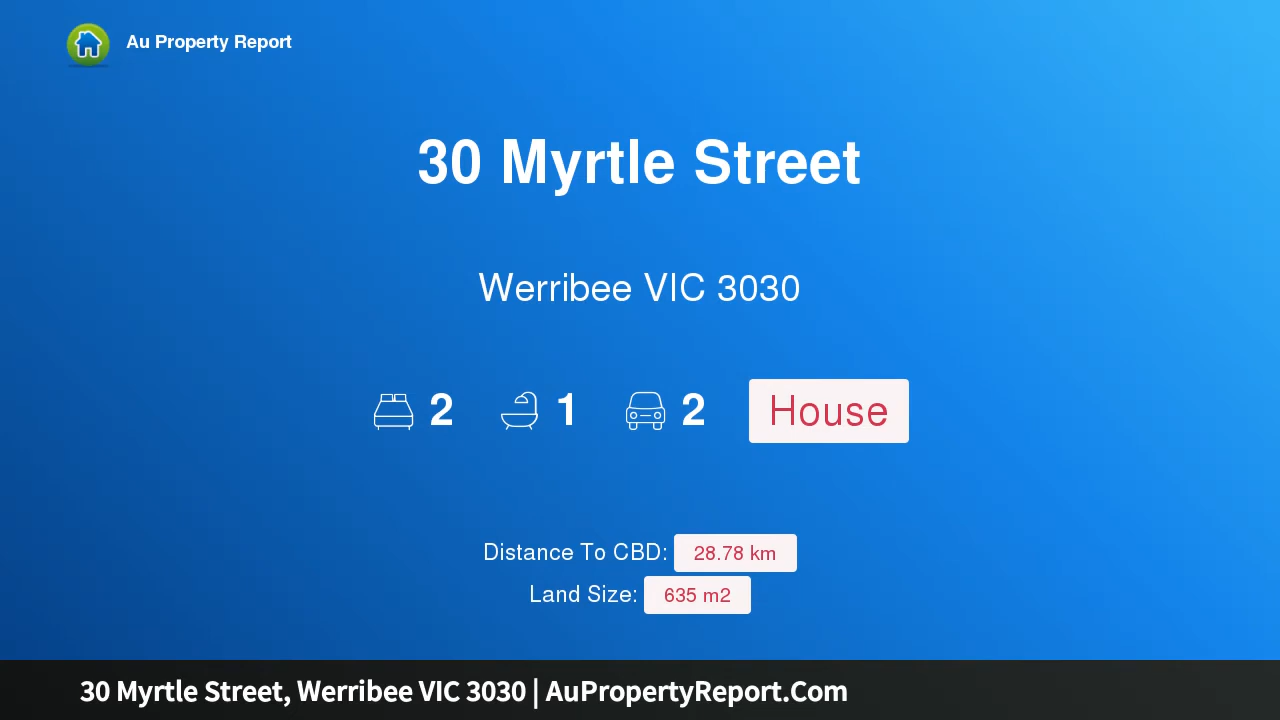 Au Property Report
30 Myrtle Street
Werribee VIC 3030
2 1 2 House
Distance To CBD: 28.78 km
Land Size: 635 m2
30 Myrtle Street, Werribee VIC 3030 | AuPropertyReport.Com